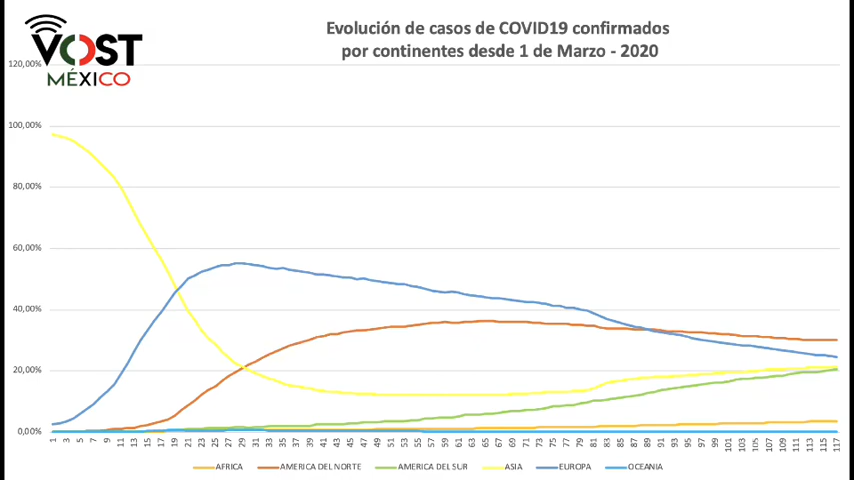 VOST
MÉXICO
Evolución de casos de COVID19 confirmados
por continentes desde 1 de Marzo - 2020
120,00%
100,00%
80,00%
60,00%
40,00%
20,00%
0,00%
1 3 5 7 9 11 13 15 17 19 21 23 25 27 29 31 33 35 37 39 41 43 45 47 49 51 53 55 57 59 61 63 65 67 69 71 73 75 77 79 81 83 85 87 89 91 93 95 97 99 101 103 105 107 109 111 113 115 117
AFRICA AMERICA DEL NORTE AMERICA DEL SUR ASIA EUROPA OCEANIA